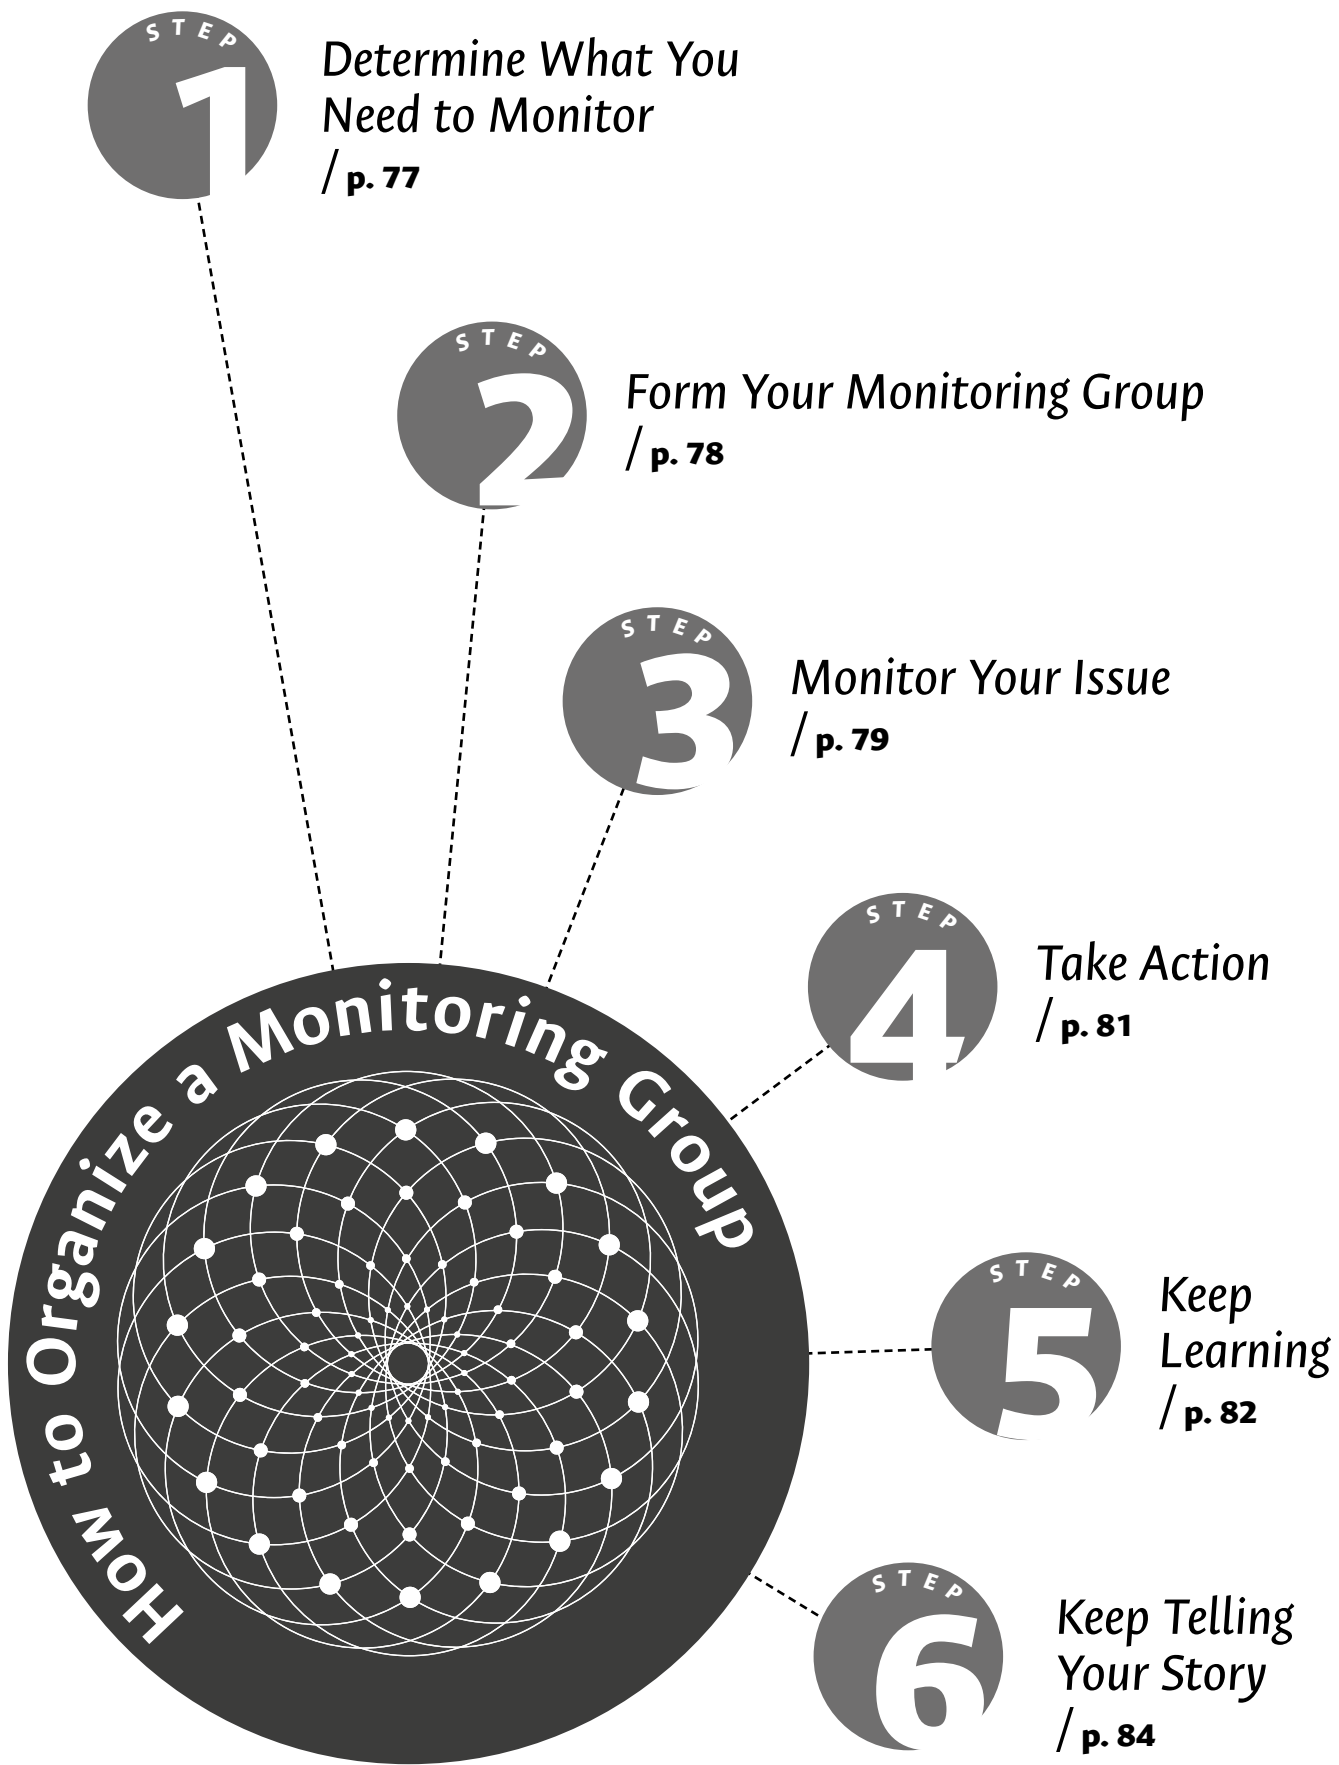 STEP
1
Determine What You
Need to Monitor
/ p. 77
STEP
2
Form Your Monitoring Group
/ p. 78
STEP
3
Monitor Your Issue
/ p. 79
STEP
4
Take Action
/ p. 81
How to Organize a Monitoring Group
STEP
5
Keep
Learning
/ p. 82
STEP
6
Keep Telling
Your Story
/ p. 84